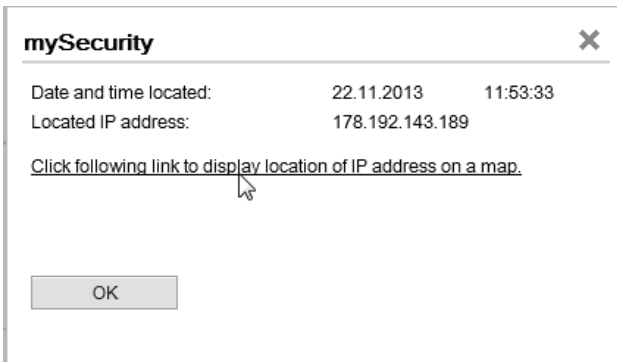 mySecurity
Date and time located: 22.11.2013 11:53:33
Located IP address: 178.192.143.189
Click following link to display location of IP address on a map.
OK